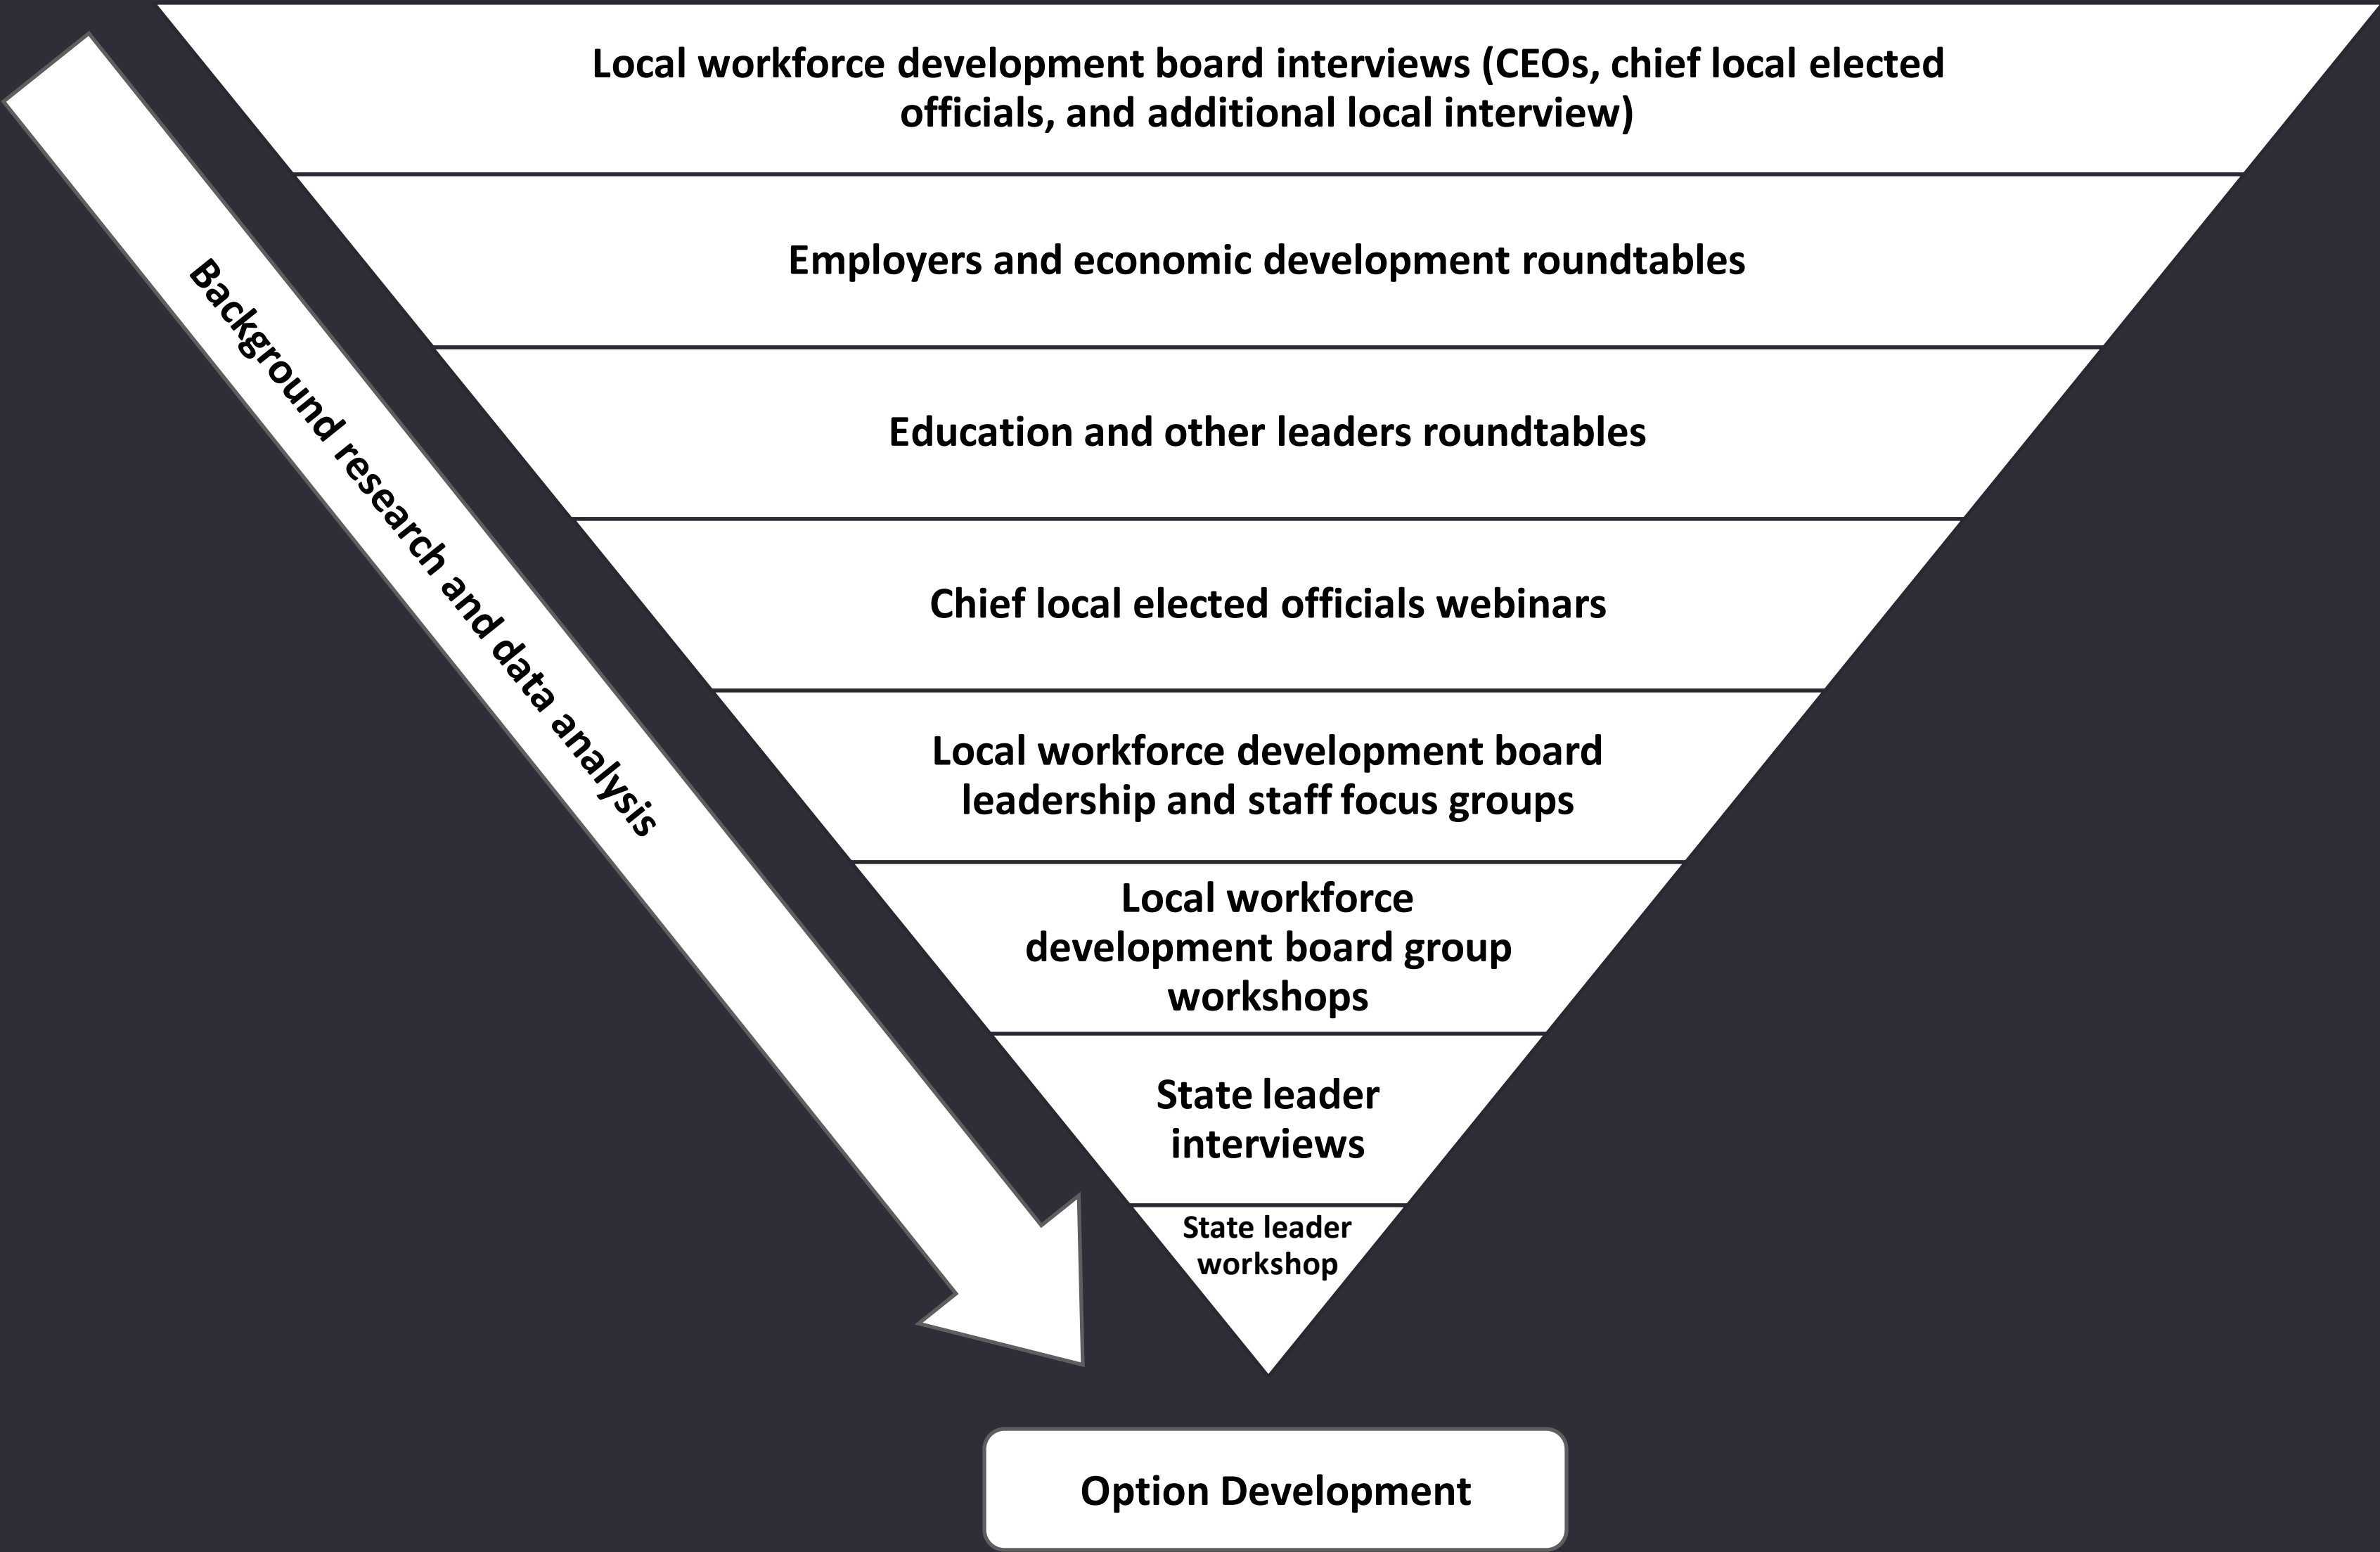 Local workforce development board interviews (CEOs, chief local elected
officials, and additional local interview)
Employers and economic development roundtables
Education and other leaders roundtables
Chief local elected officials webinars
Local workforce development board
leadership and staff focus groups
Local workforce
development board group
workshops
State leader
interviews
State leader
workshop
Background research and data analysis
Option Development